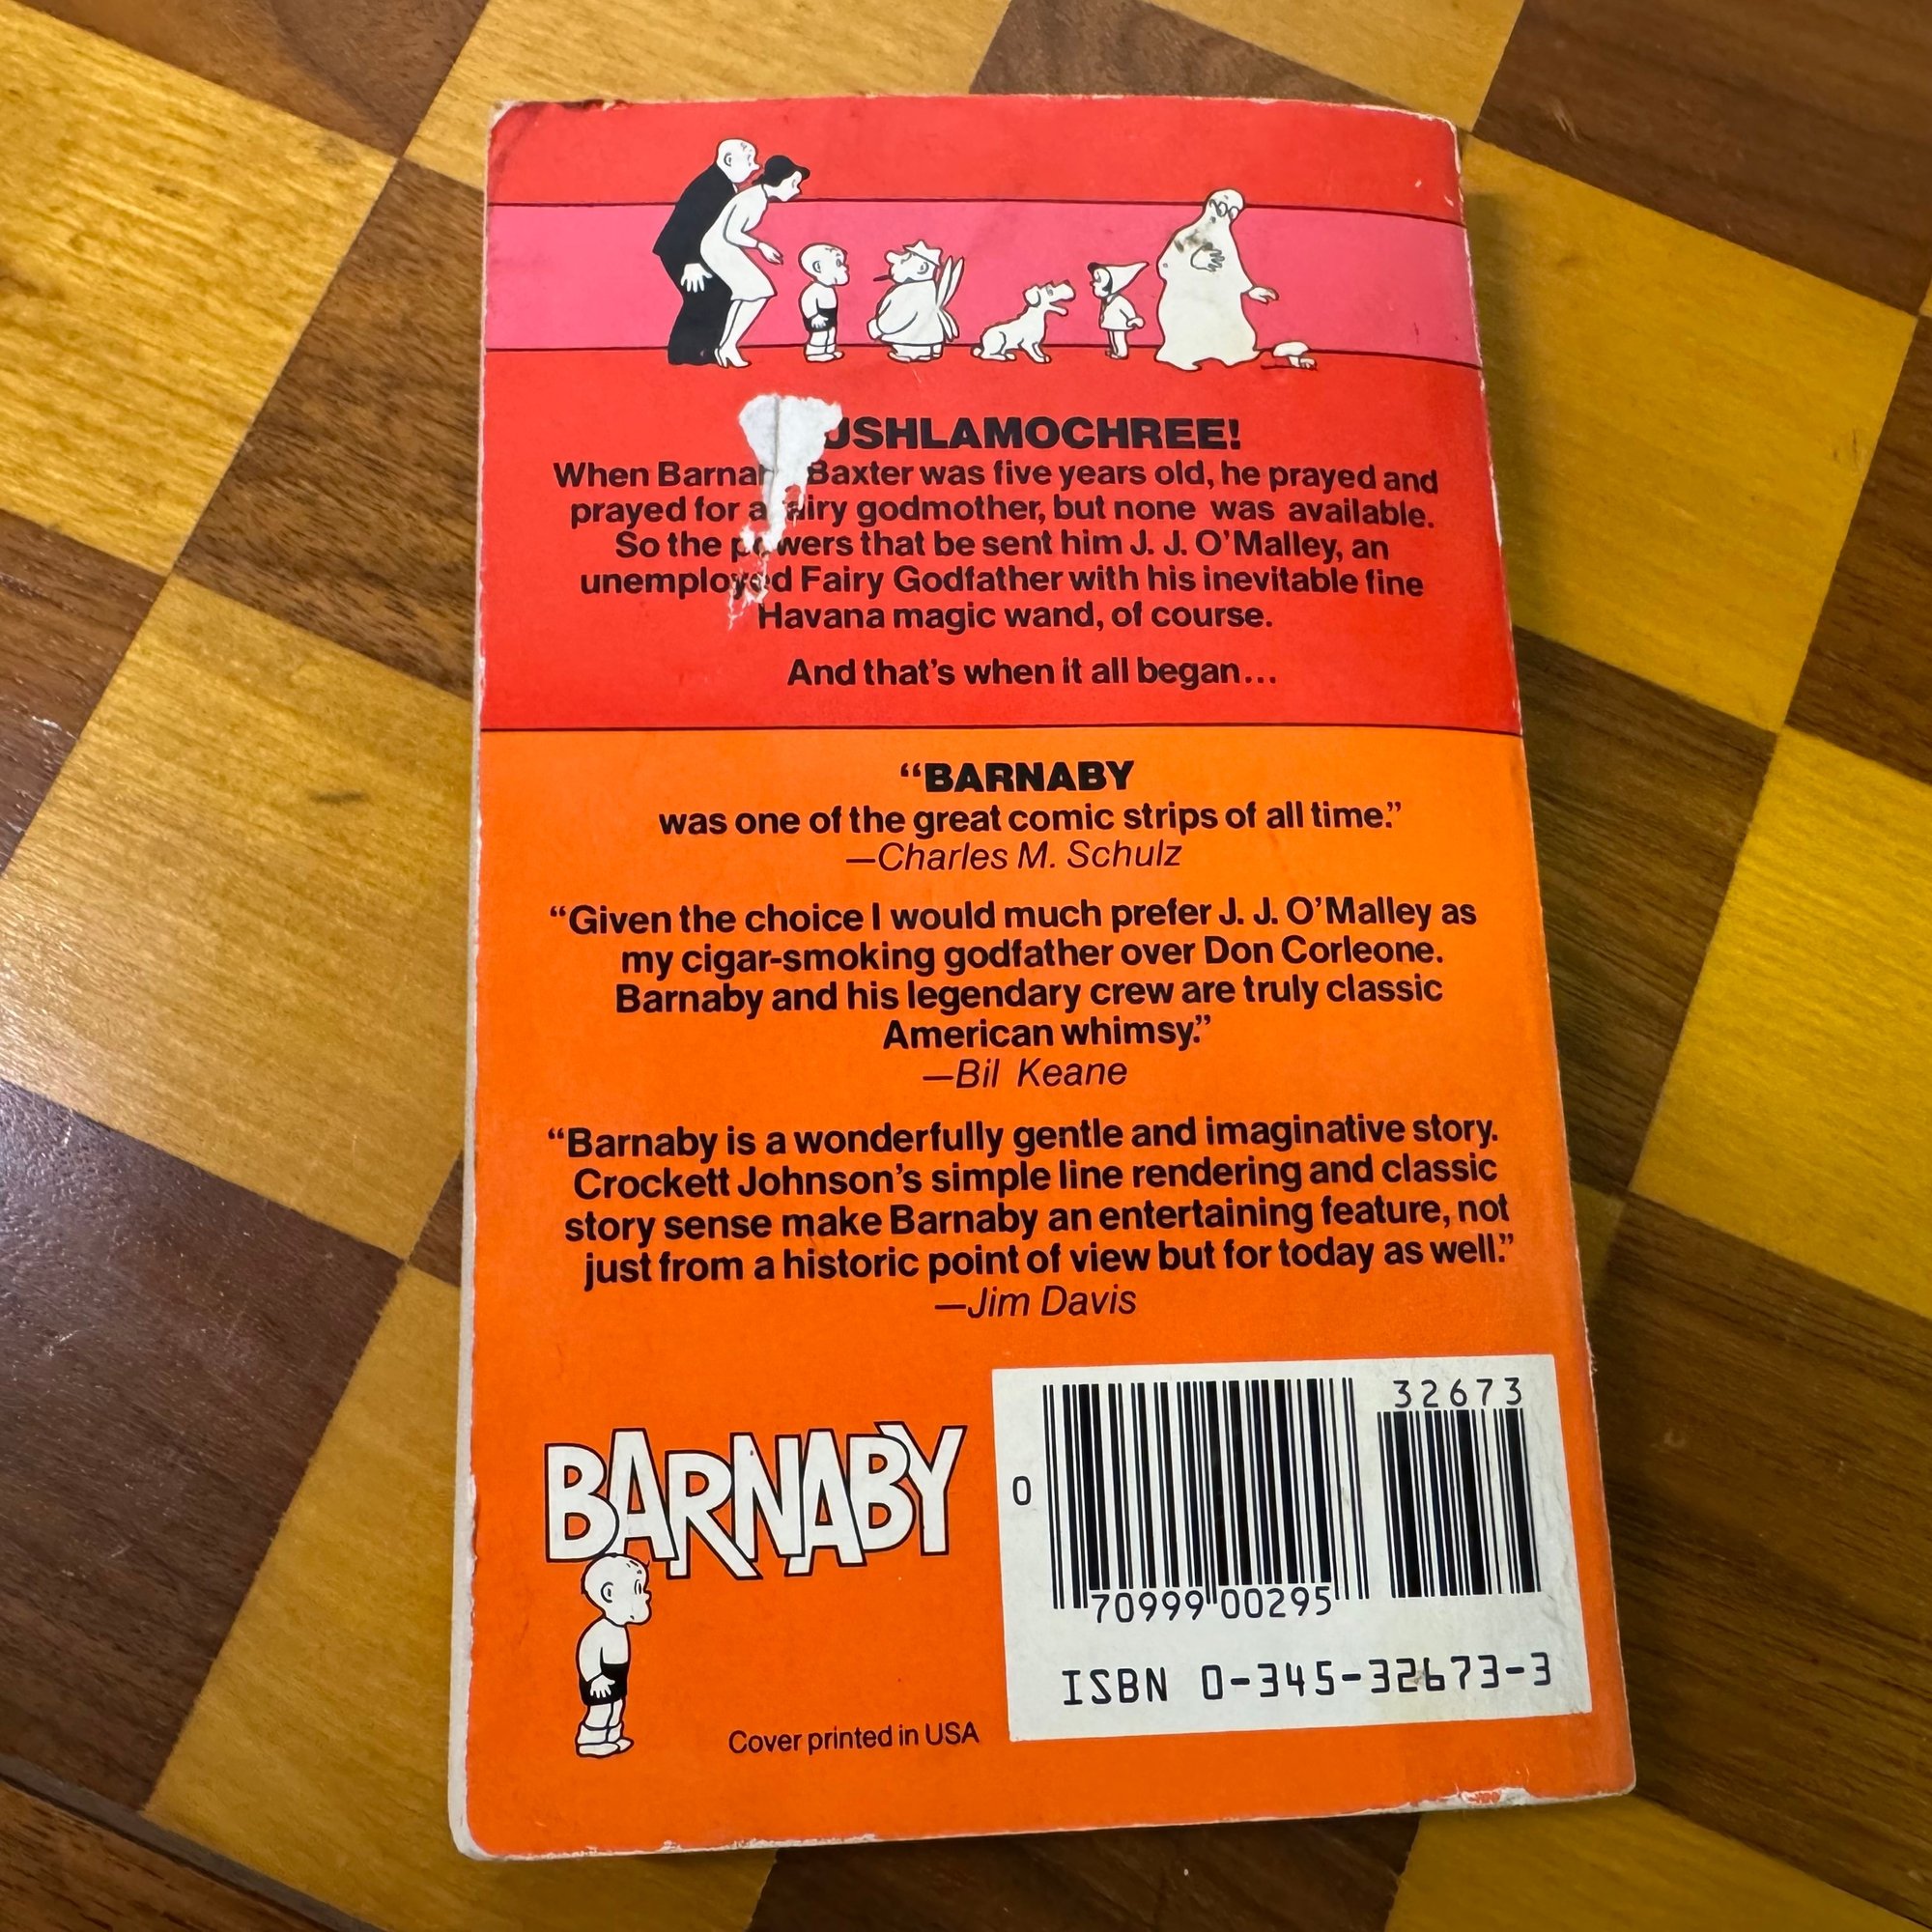 USHLAMOCHREE!
When Barnaby Baxter was five years old, he prayed and
prayed for a fairy godmother, but none was available.
So the powers that be sent him J. J. O'Malley, an
unemployed Fairy Godfather with his inevitable fine
Havana magic wand, of course.
And that's when it all began...
“BARNABY
was one of the great comic strips of all time.”
—Charles M. Schulz
“Given the choice I would much prefer J. J. O'Malley as
my cigar-smoking godfather over Don Corleone.
Barnaby and his legendary crew are truly classic
American whimsy.”
—Bil Keane
“Barnaby is a wonderfully gentle and imaginative story.
Crockett Johnson's simple line rendering and classic
story sense make Barnaby an entertaining feature, not
just from a historic point of view but for today as well.”
—Jim Davis
BARNABY
Cover printed in USA
32673
0
70999 00295
ISBN 0-345-32673-3